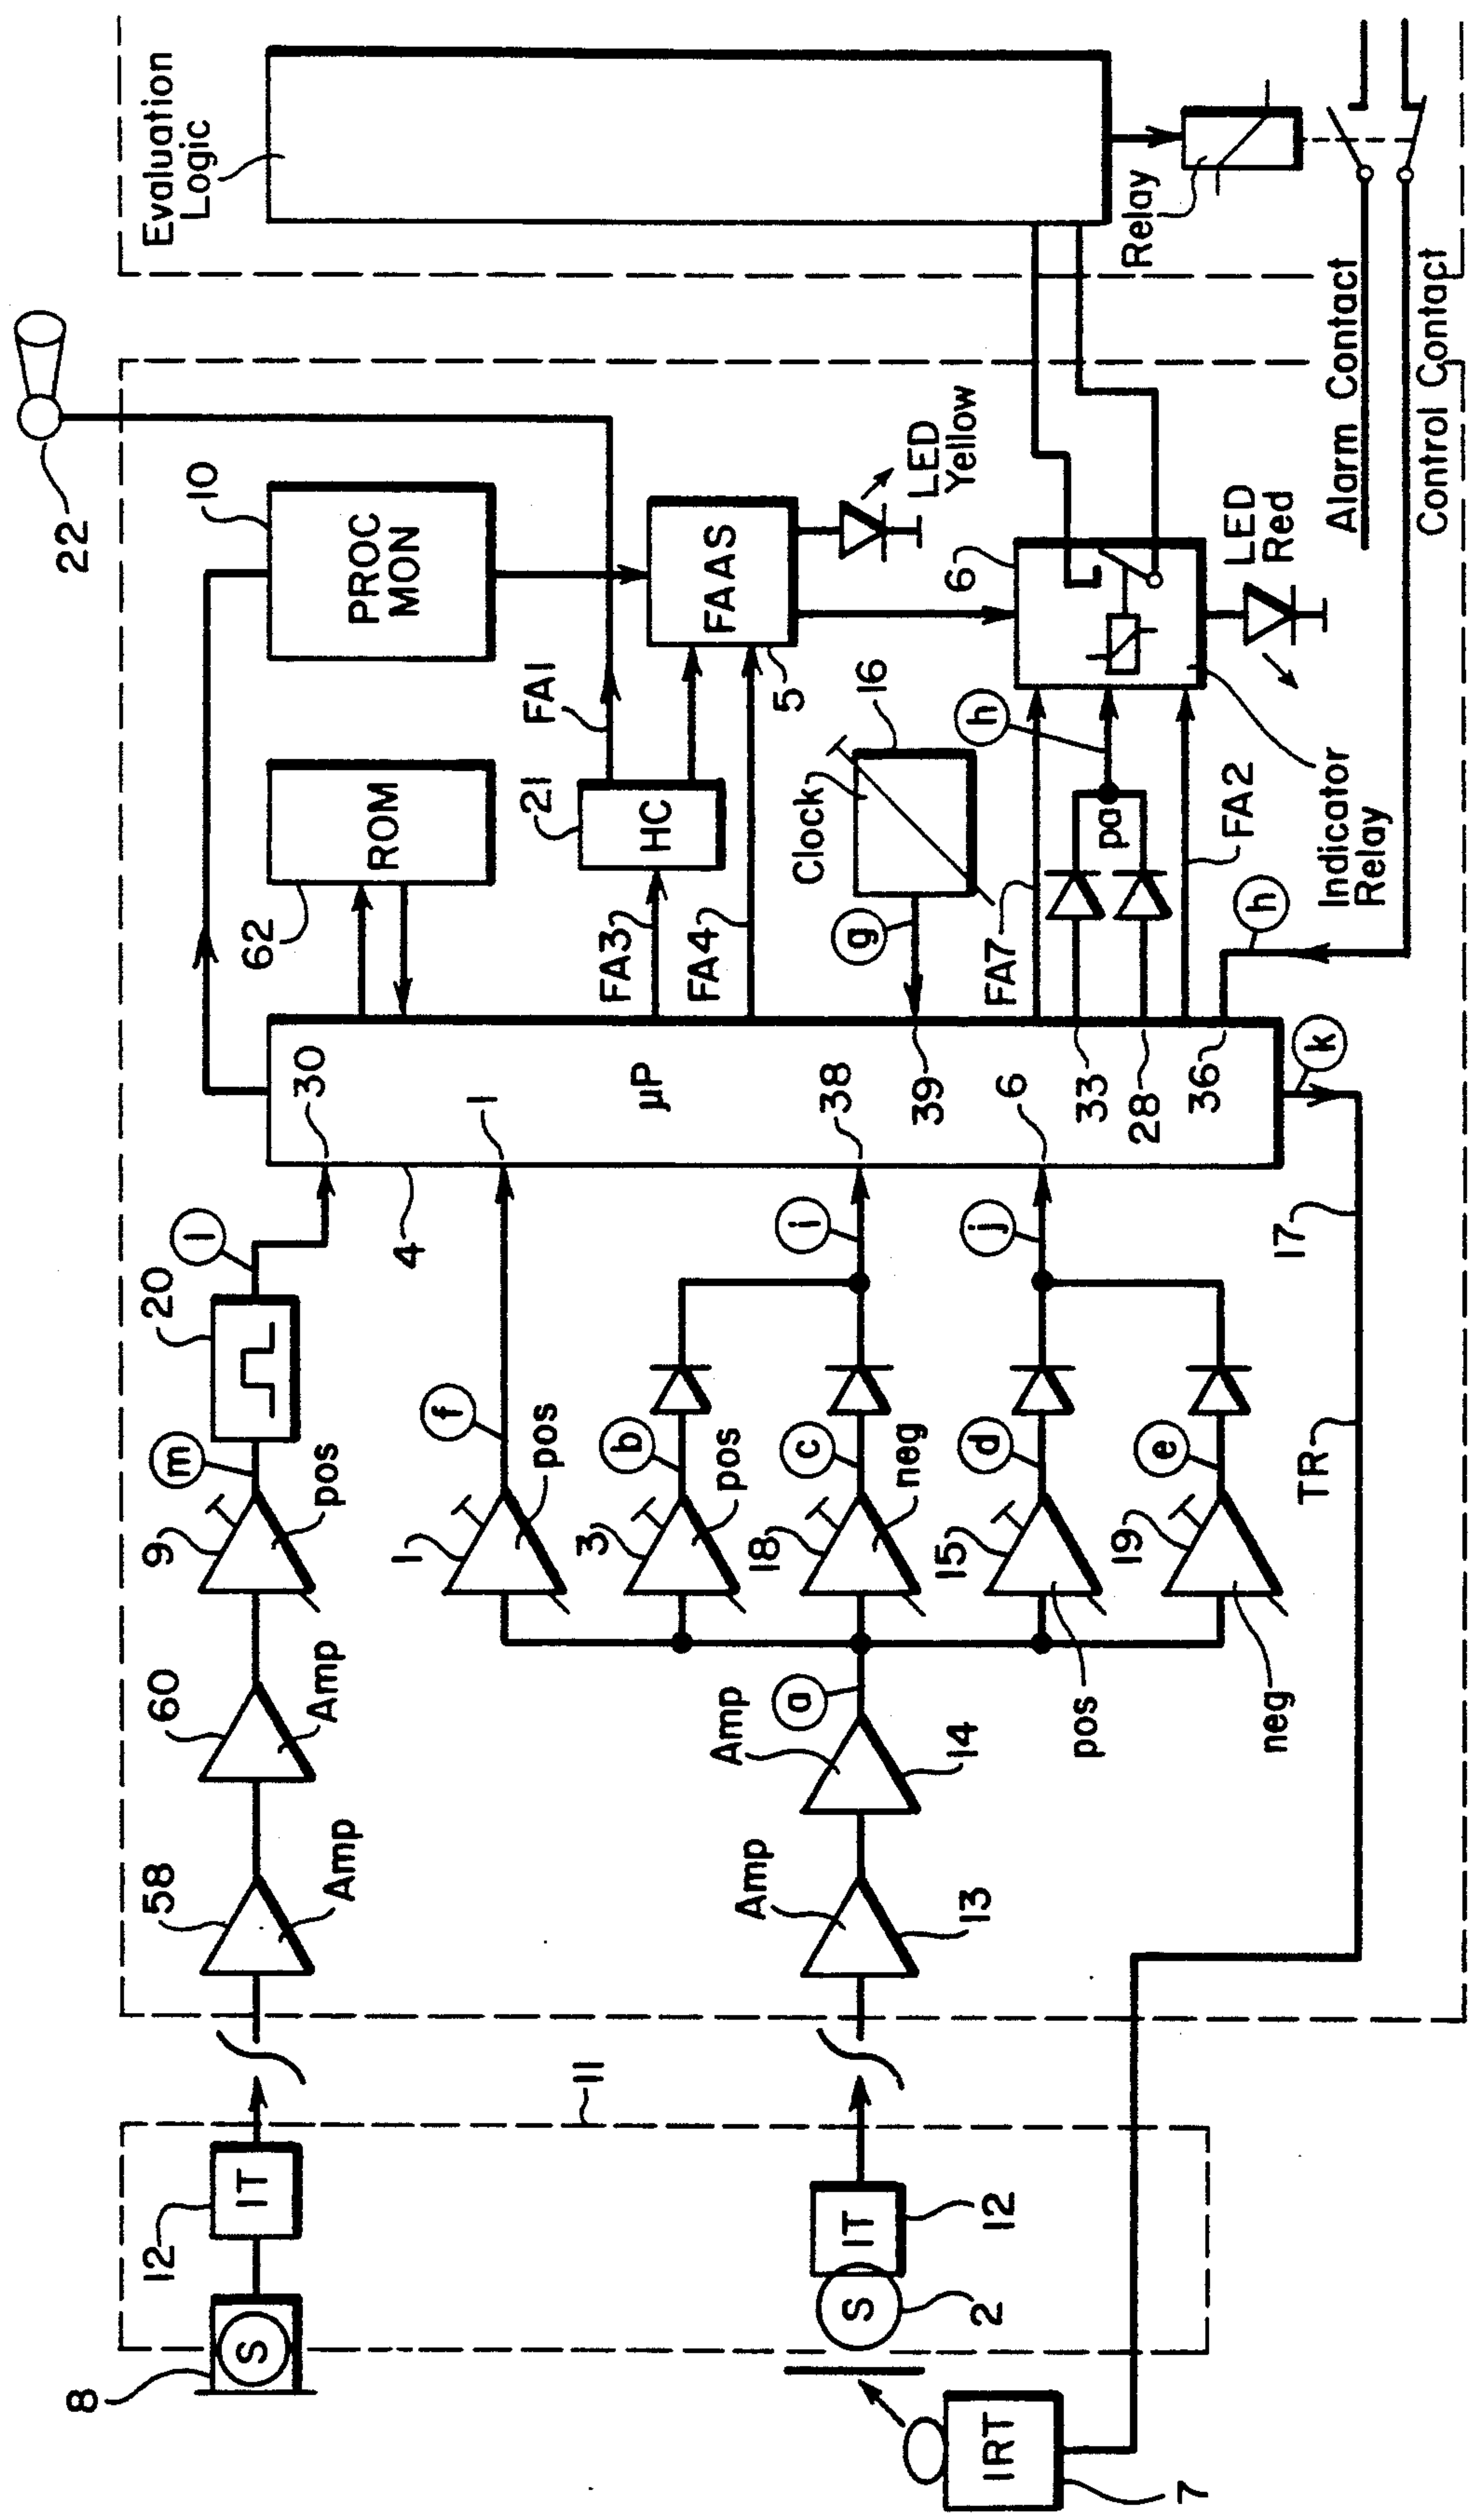 8
S
12
IT
11
58
Amp
60
Amp
9
pos
m
20
l
30
4
μP
62
ROM
10
PROC
MON
22
Evaluation
Logic
f
1
pos
1
FA3
21
HC
FA1
FA4
FAAS
5
LED
Yellow
b
3
pos
IRT
7
S
2
IT
12
Amp
13
Amp
14
a
18
c
neg
i
38
39
g
Clock
16
15
d
pos
j
6
FA7
h
6
33
pa
28
19
e
neg
36
FA2
h
k
Indicator
Relay
LED
Red
Relay
Alarm Contact
Control Contact
TR
17